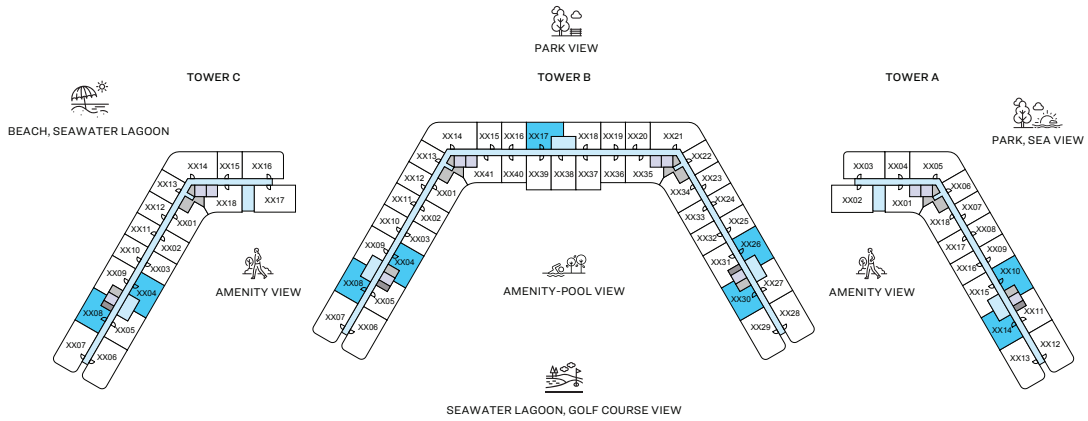 PARK VIEW
TOWER C
TOWER B
TOWER A
BEACH, SEAWATER LAGOON
PARK, SEA VIEW
XX14
XX15
XX16
XX13
XX12
XX11
XX10
XX09
XX08
XX07
XX06
XX05
XX04
XX03
XX02
XX01
XX18
XX17
AMENITY VIEW
XX14
XX15
XX16
XX17
XX18
XX19
XX20
XX21
XX13
XX12
XX11
XX10
XX09
XX08
XX07
XX06
XX05
XX04
XX03
XX02
XX01
XX41
XX40
XX39
XX38
XX37
XX36
XX35
XX34
XX33
XX32
XX31
XX30
XX29
XX28
XX27
XX26
XX25
XX24
XX23
XX22
AMENITY-POOL VIEW
AMENITY VIEW
XX03
XX04
XX05
XX02
XX01
XX06
XX07
XX08
XX09
XX10
XX11
XX12
XX13
XX14
XX15
XX16
XX17
XX18
SEAWATER LAGOON, GOLF COURSE VIEW